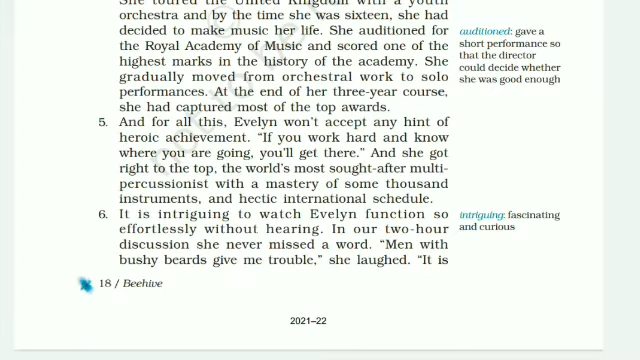 She toured the United Kingdom with a youth
orchestra and by the time she was sixteen, she had
decided to make music her life. She auditioned for
the Royal Academy of Music and scored one of the
highest marks in the history of the academy. She
gradually moved from orchestral work to solo
performances. At the end of her three-year course,
she had captured most of the top awards.
auditioned: gave a
short performance so
that the director
could decide whether
she was good enough
5. And for all this, Evelyn won't accept any hint of
heroic achievement. “If you work hard and know
where you are going, you'll get there.” And she got
right to the top, the world's most sought-after multi-
percussionist with a mastery of some thousand
instruments, and hectic international schedule.
6. It is intriguing to watch Evelyn function so
effortlessly without hearing. In our two-hour
discussion she never missed a word. “Men with
bushy beards give me trouble,” she laughed. “It is
intriguing: fascinating
and curious
18 / Beehive
2021–22